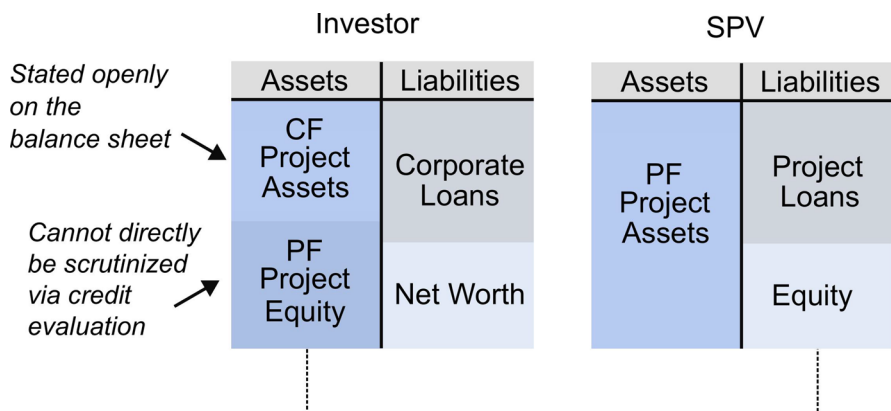 Investor
SPV
Stated openly
on the
balance sheet
Assets
Liabilities
CF
Project
Assets
Corporate
Loans
Cannot directly
be scrutinized
via credit
evaluation
PF
Project
Equity
Net Worth
Assets
Liabilities
PF
Project
Assets
Project
Loans
Equity